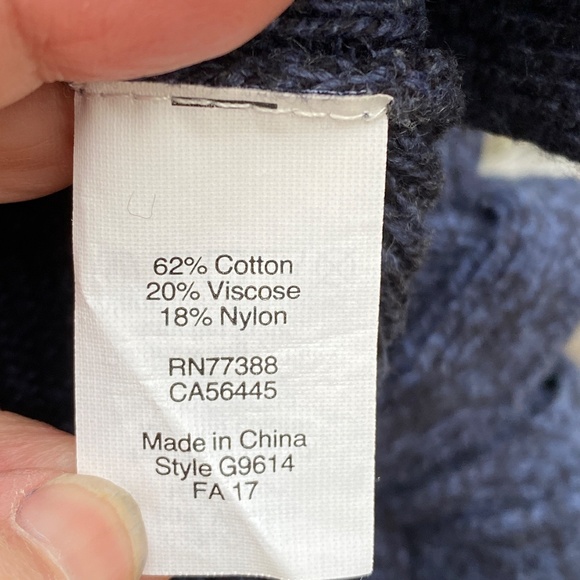 62% Cotton
20% Viscose
18% Nylon
RN77388
CA56445
Made in China
Style G9614
FA 17